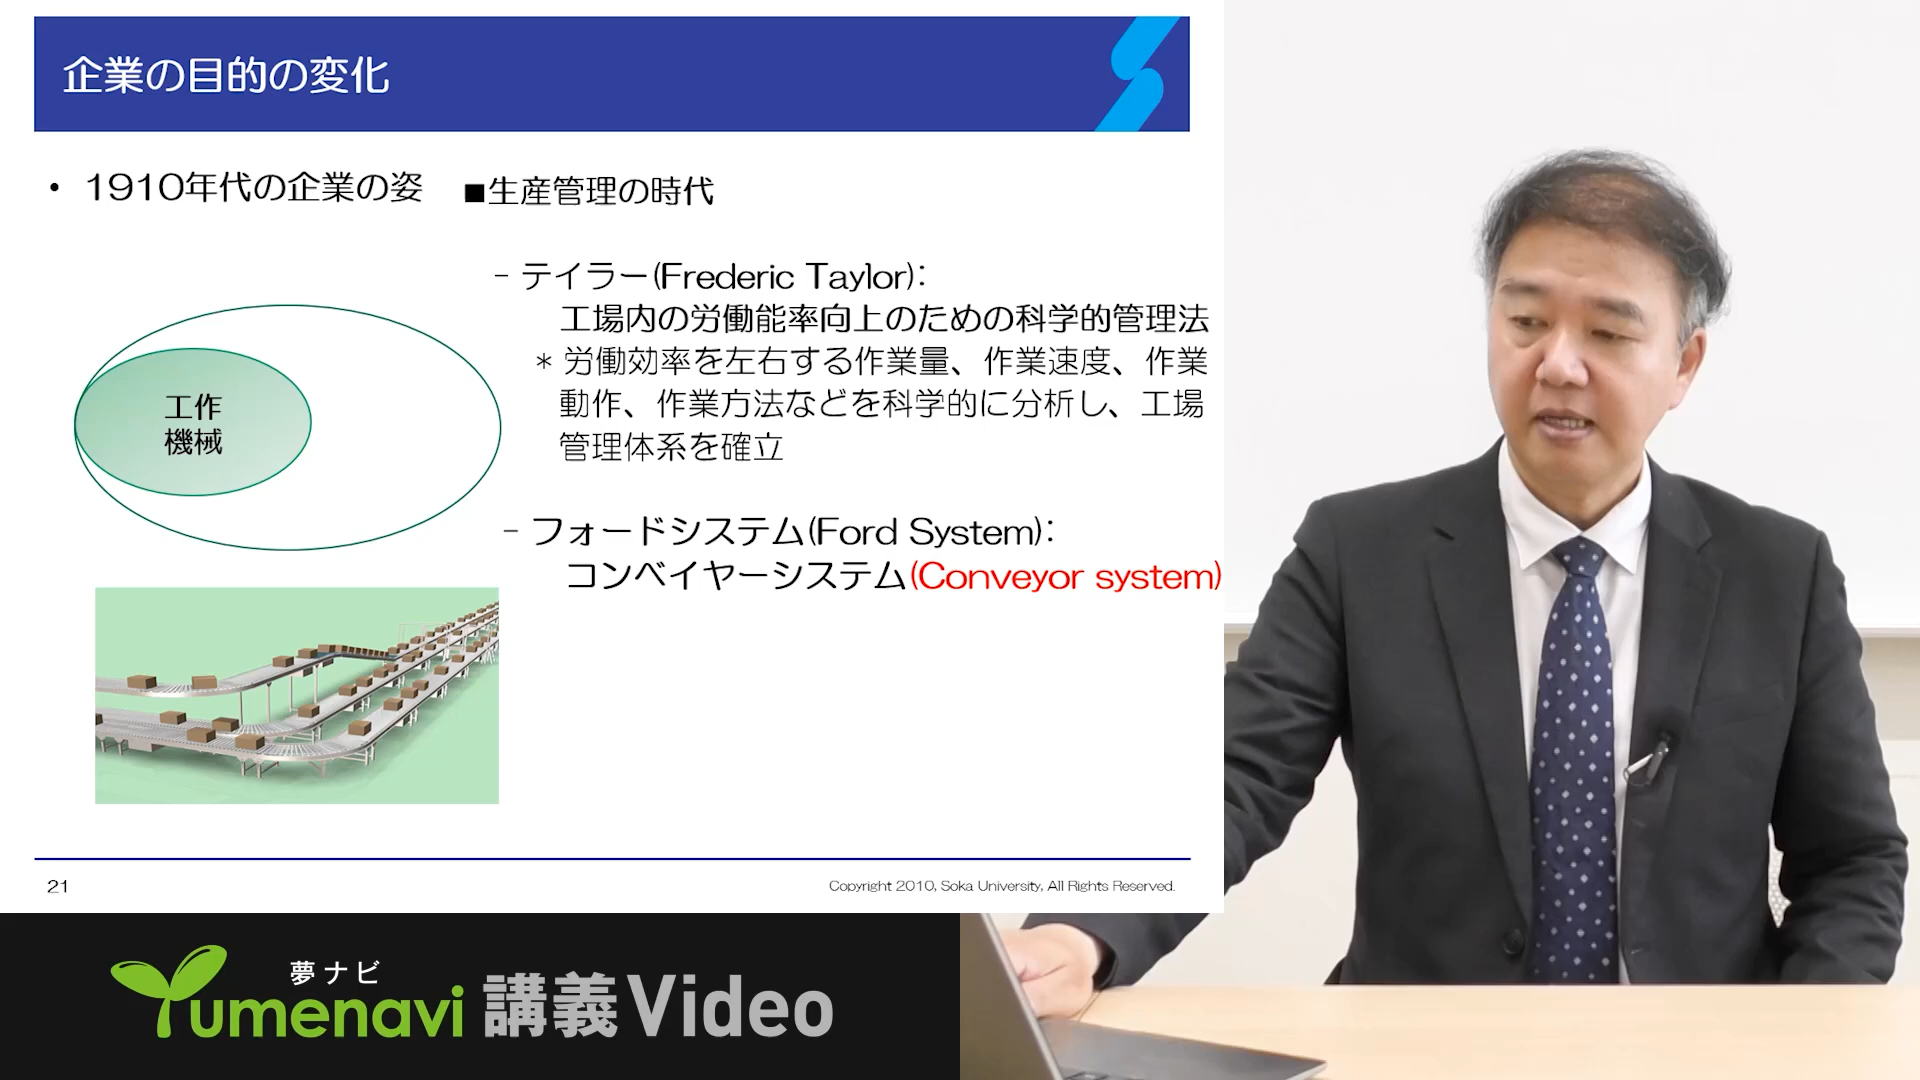 企業の目的の変化
• 1910年代の企業の姿
■生産管理の時代
- テイラー(Frederic Taylor):
工場内の労働能率向上のための科学的管理法
* 労働効率を左右する作業量、作業速度、作業
動作、作業方法などを科学的に分析し、工場
管理体系を確立
工作
機械
- フォードシステム(Ford System):
コンベイヤーシステム(Conveyor system)
21
Copyright 2010, Soka University, All Rights Reserved.
夢ナビ
Yumenavi 講義Video